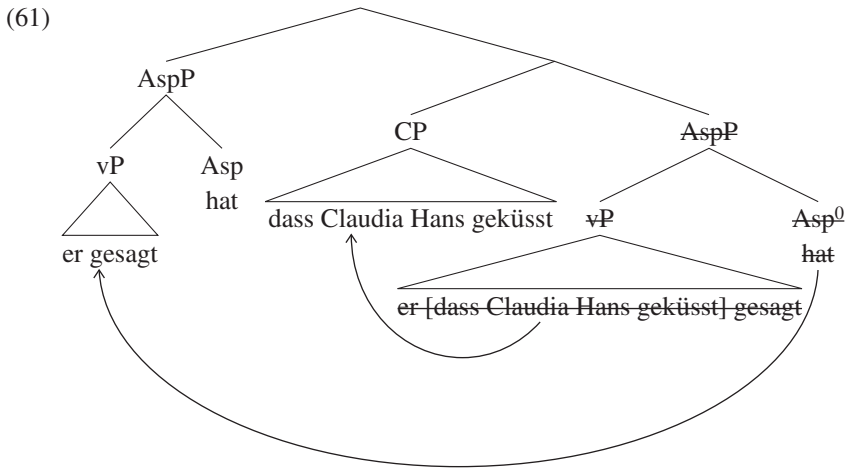 (61)
AspP
CP AspP
vP Asp
hat
vP Asp⁰
hat
er gesagt
dass Claudia Hans geküsst
er [dass Claudia Hans geküsst] gesagt